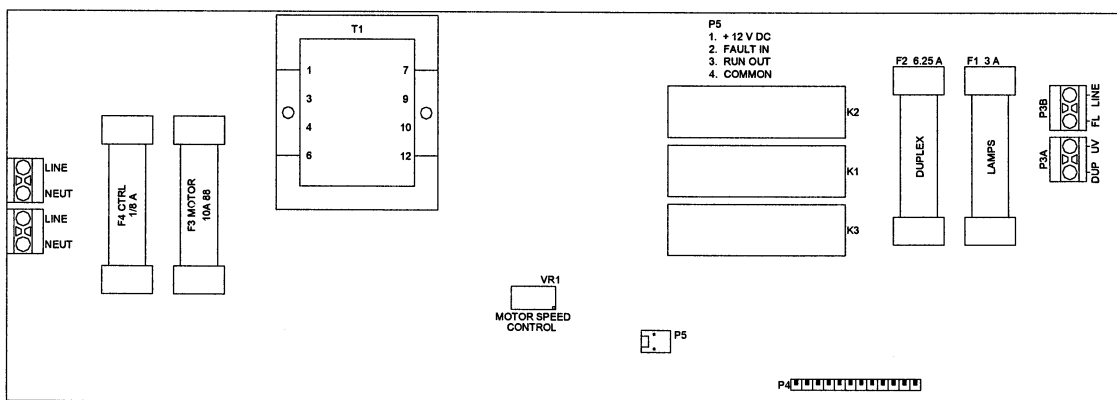 T1
1 7
3 9
4 10
6 12
P5
1. + 12 V DC
2. FAULT IN
3. RUN OUT
4. COMMON
F2 6.25 A
F1 3 A
K2
K1
K3
DUPLEX
LAMPS
P3B
LINE
FL
P3A
UV
DUP
LINE
NEUT
LINE
NEUT
F4 CTRL
1/8 A
F3 MOTOR
10A 88
VR1
MOTOR SPEED
CONTROL
P5
P4